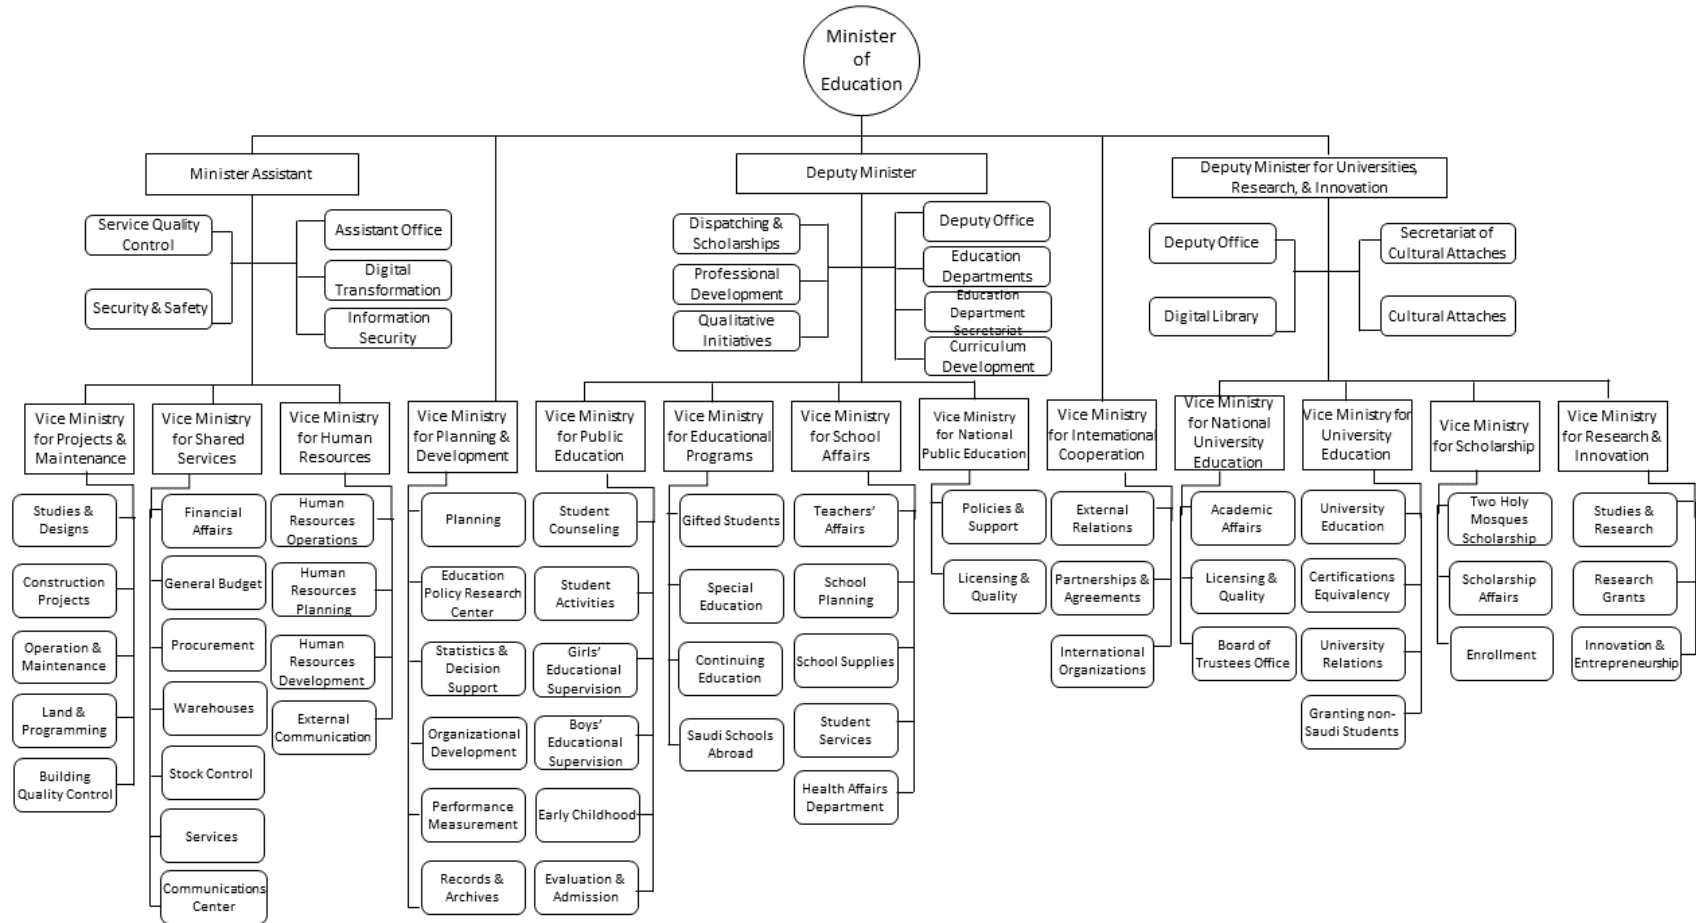 Minister
of
Education
Minister Assistant
Deputy Minister
Deputy Minister for Universities,
Research, & Innovation
Service Quality
Control
Security & Safety
Assistant Office
Digital
Transformation
Information
Security
Dispatching &
Scholarships
Professional
Development
Qualitative
Initiatives
Deputy Office
Education
Departments
Education
Department
Secretariat
Curriculum
Development
Deputy Office
Digital Library
Secretariat of
Cultural Attaches
Cultural Attaches
Vice Ministry
for Projects &
Maintenance
Vice Ministry
for Shared
Services
Vice Ministry
for Human
Resources
Vice Ministry
for Planning &
Development
Vice Ministry
for Public
Education
Vice Ministry
for Educational
Programs
Vice Ministry
for School
Affairs
Vice Ministry
for National
Public Education
Vice Ministry
for International
Cooperation
Vice Ministry
for National
University
Education
Vice Ministry for
University
Education
Vice Ministry
for Scholarship
Vice Ministry
for Research &
Innovation
Studies &
Designs
Construction
Projects
Operation &
Maintenance
Land &
Programming
Building
Quality Control
Financial
Affairs
General Budget
Procurement
Warehouses
Stock Control
Services
Communications
Center
Human
Resources
Operations
Human
Resources
Planning
Human
Resources
Development
External
Communication
Planning
Education
Policy Research
Center
Statistics &
Decision
Support
Organizational
Development
Performance
Measurement
Records &
Archives
Student
Counseling
Student
Activities
Girls'
Educational
Supervision
Boys'
Educational
Supervision
Early Childhood
Evaluation &
Admission
Gifted Students
Special
Education
Continuing
Education
Saudi Schools
Abroad
Teachers'
Affairs
School
Planning
School Supplies
Student
Services
Health Affairs
Department
Policies &
Support
Licensing &
Quality
External
Relations
Partnerships &
Agreements
International
Organizations
Academic
Affairs
Licensing &
Quality
Board of
Trustees Office
University
Education
Certifications
Equivalency
University
Relations
Granting non-
Saudi Students
Two Holy
Mosques
Scholarship
Scholarship
Affairs
Enrollment
Studies &
Research
Research
Grants
Innovation &
Entrepreneurship